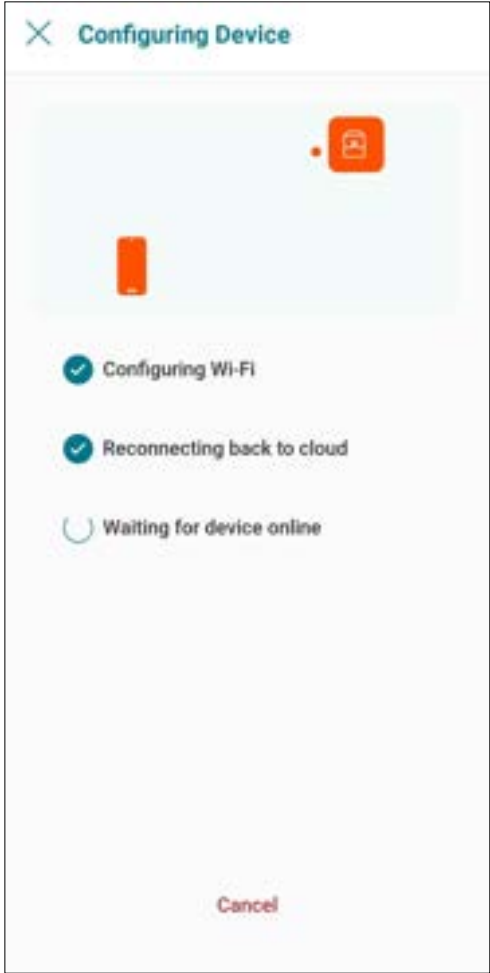 Configuring Device
Configuring Wi-Fi
Reconnecting back to cloud
Waiting for device online
Cancel